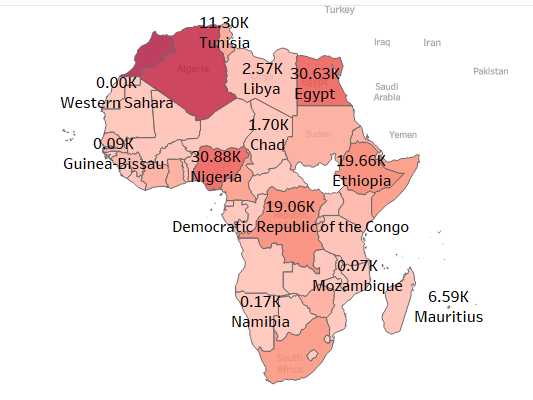 Turkey
11.30K
Tunisia
Iraq
Iran
Algeria
2.57K
Libya
30.63K
Egypt
Pakistan
0.00K
Western Sahara
Saudi
Arabia
1.70K
Chad
Sudan
Yemen
0.09K
Guinea-Bissau
30.88K
Nigeria
19.66K
Ethiopia
19.06K
Democratic Republic of the Congo
0.07K
Mozambique
0.17K
Namibia
6.59K
Mauritius
South
Africa